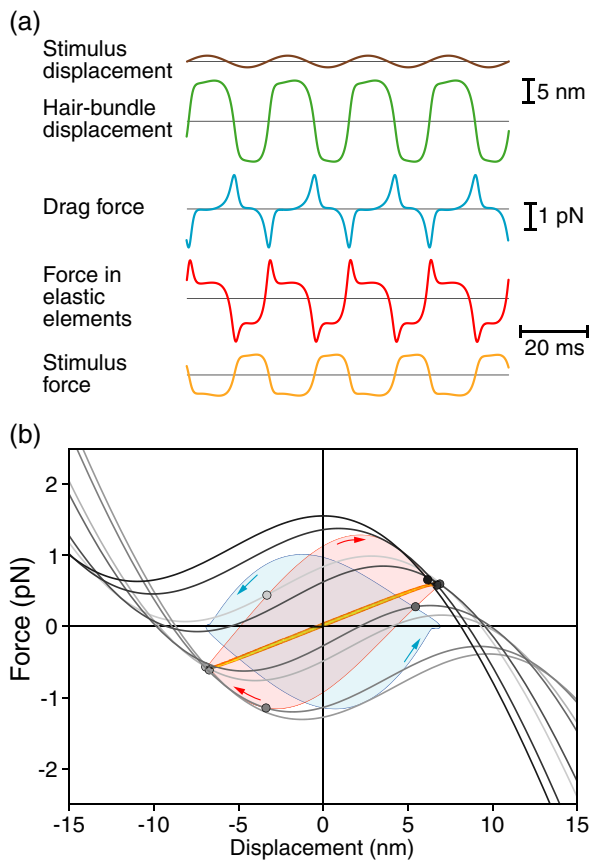 (a)
Stimulus
displacement
5 nm
Hair-bundle
displacement
Drag force
1 pN
Force in
elastic
elements
20 ms
Stimulus
force
(b)
2
1
0
-1
-2
Force (pN)
-15
-10
-5
0
5
10
15
Displacement (nm)